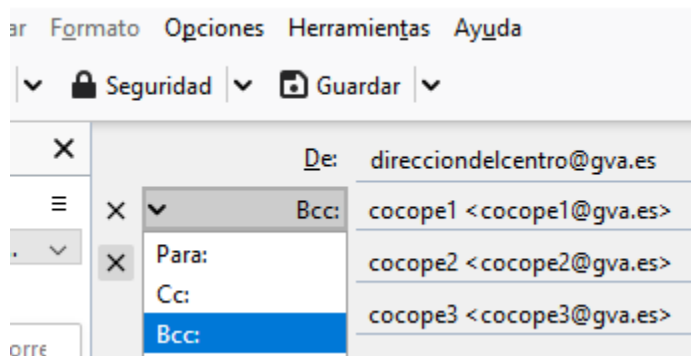 ar Formato Opciones Herramientas Ayuda
Seguridad Guardar
De: direcciondelcentro@gva.es
Bcc: cocope1 <cocope1@gva.es>
Para: cocope2 <cocope2@gva.es>
Cc:
cocope3 <cocope3@gva.es>
Bcc:
orre